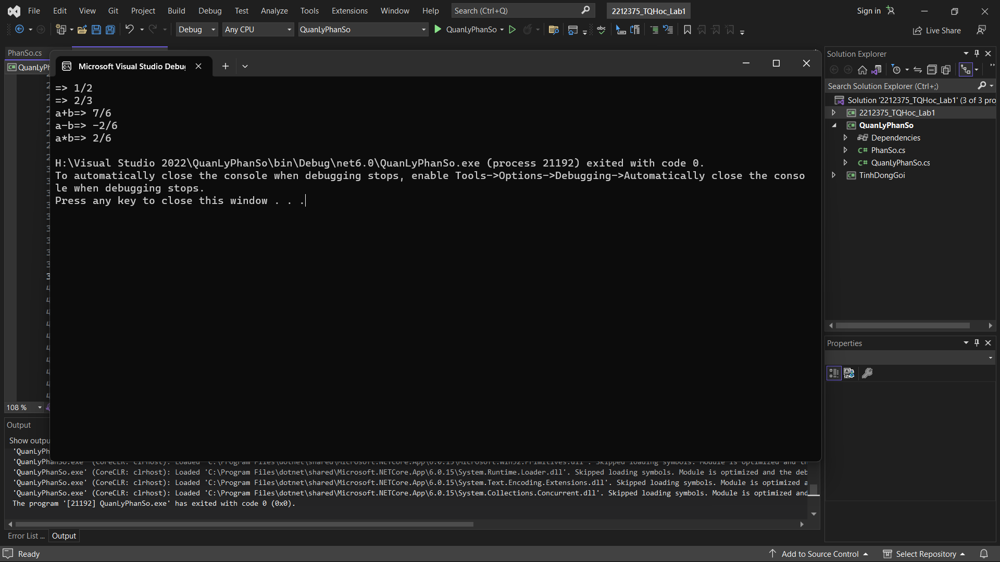 File Edit View Git Project Build Debug Test Analyze Tools Extensions Window Help Search (Ctrl+Q) 2212375_TQHoc_Lab1 Sign in
Debug Any CPU QuanLyPhanSo QuanLyPhanSo Live Share
PhanSo.cs
QuanLyPh
Microsoft Visual Studio Debug
=> 1/2
=> 2/3
a+b=> 7/6
a-b=> -2/6
a*b=> 2/6
H:\Visual Studio 2022\QuanLyPhanSo\bin\Debug\net6.0\QuanLyPhanSo.exe (process 21192) exited with code 0.
To automatically close the console when debugging stops, enable Tools->Options->Debugging->Automatically close the conso
le when debugging stops.
Press any key to close this window . . .
108 %
Output
Show outpu
'QuanLyPh
'QuanLyPhanSo.exe' (CoreCLR: clrhost): Loaded 'C:\Program Files\dotnet\shared\Microsoft.NETCore.App\6.0.15\Microsoft.Win32.Primitives.dll'. Skipped loading symbols. Module is optimized and th
'QuanLyPhanSo.exe' (CoreCLR: clrhost): Loaded 'C:\Program Files\dotnet\shared\Microsoft.NETCore.App\6.0.15\System.Runtime.Loader.dll'. Skipped loading symbols. Module is optimized and the deb
'QuanLyPhanSo.exe' (CoreCLR: clrhost): Loaded 'C:\Program Files\dotnet\shared\Microsoft.NETCore.App\6.0.15\System.Text.Encoding.Extensions.dll'. Skipped loading symbols. Module is optimized a
'QuanLyPhanSo.exe' (CoreCLR: clrhost): Loaded 'C:\Program Files\dotnet\shared\Microsoft.NETCore.App\6.0.15\System.Collections.Concurrent.dll'. Skipped loading symbols. Module is optimized and
The program '[21192] QuanLyPhanSo.exe' has exited with code 0 (0x0).
Error List ... Output
Solution Explorer
Search Solution Explorer (Ctrl+;)
Solution '2212375_TQHoc_Lab1' (3 of 3 pro
2212375_TQHoc_Lab1
QuanLyPhanSo
Dependencies
C# PhanSo.cs
C# QuanLyPhanSo.cs
TinhDongGoi
Properties
Ready Add to Source Control Select Repository